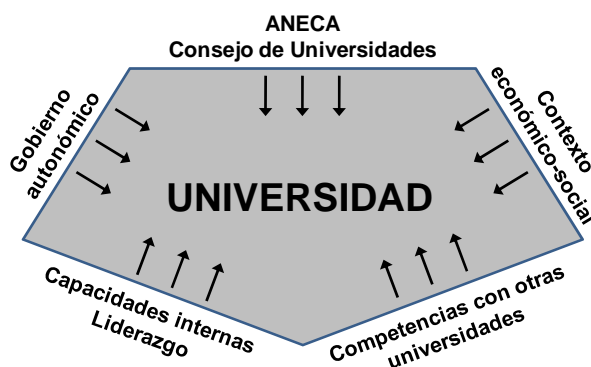 ANECA
Consejo de Universidades
Gobierno
autonómico
Contexto
económico-social
UNIVERSIDAD
Capacidades internas
Liderazgo
Competencias con otras
universidades